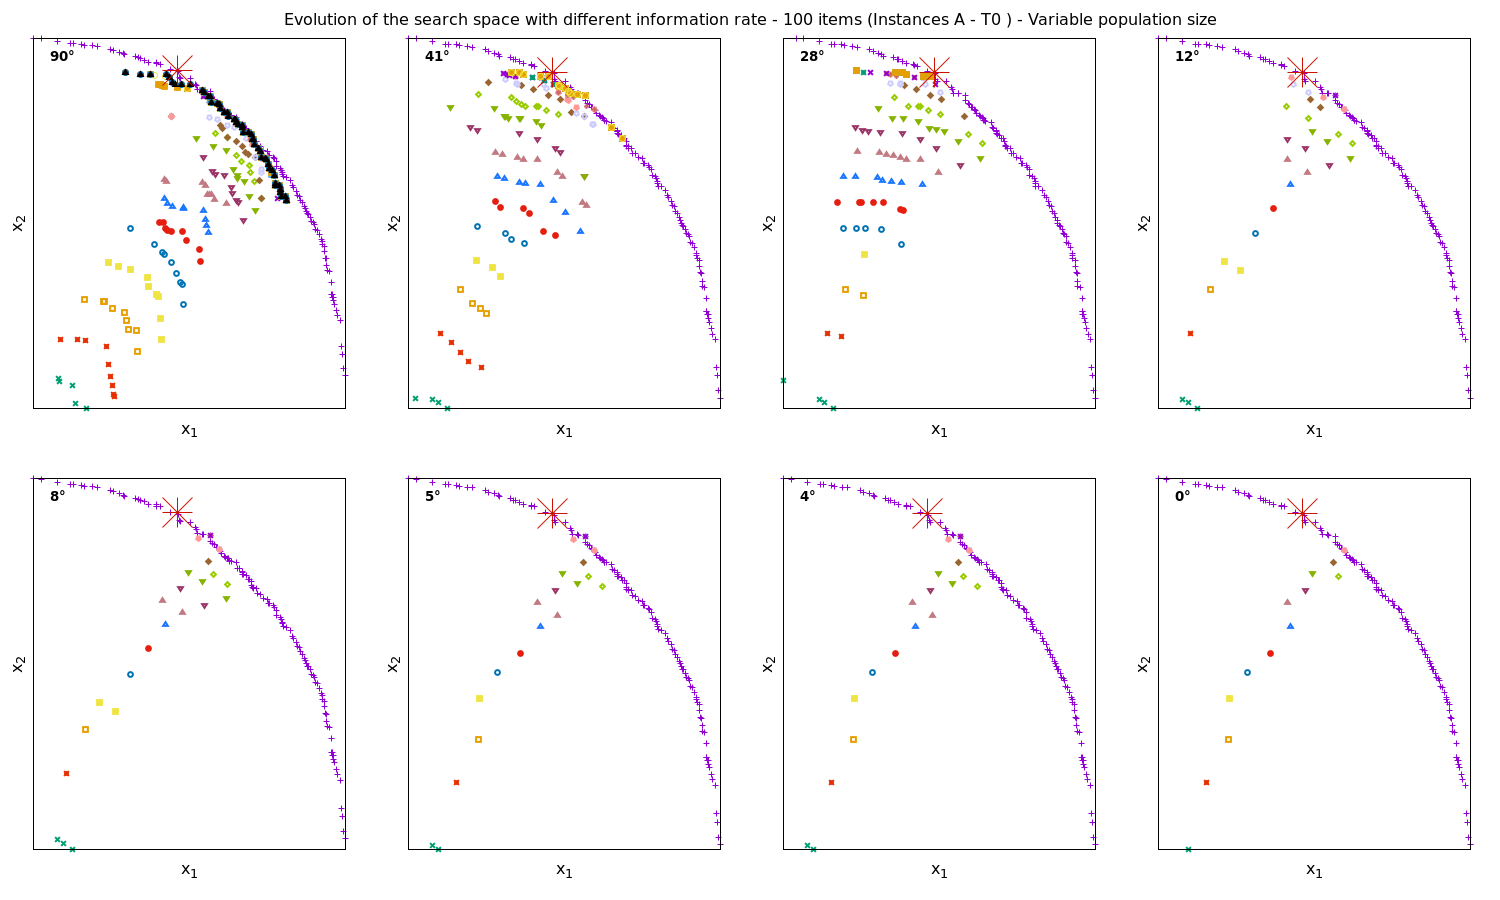 Evolution of the search space with different information rate - 100 items (Instances A - T0 ) - Variable population size
90°
41°
28°
12°
x2
x2
x2
x2
x1
x1
x1
x1
8°
5°
4°
0°
x2
x2
x2
x2
x1
x1
x1
x1